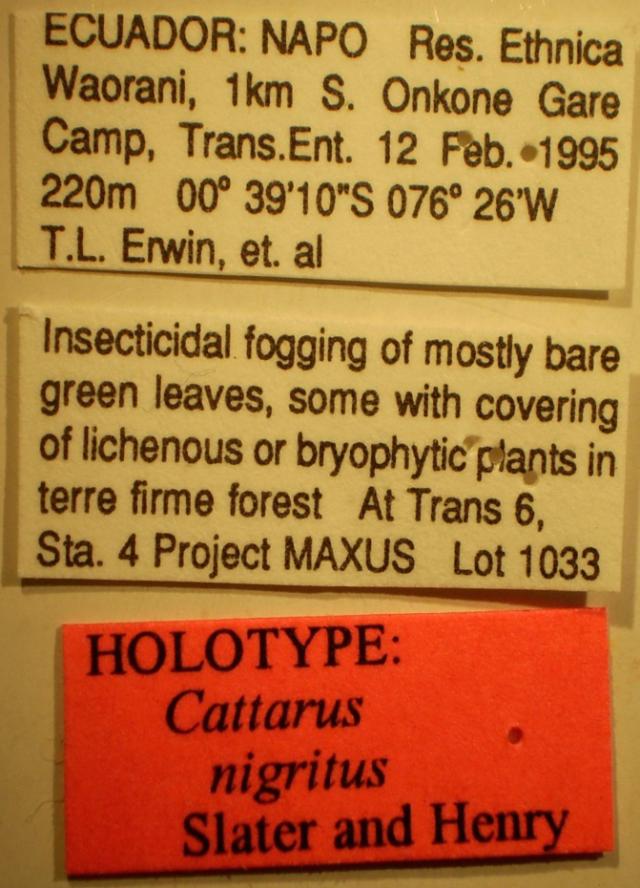 ECUADOR: NAPO Res. Ethnica
Waorani, 1km S. Onkone Gare
Camp, Trans.Ent. 12 Feb. 1995
220m 00° 39'10"S 076° 26'W
T.L. Erwin, et. al
Insecticidal fogging of mostly bare
green leaves, some with covering
of lichenous or bryophytic plants in
terre firme forest At Trans 6,
Sta. 4 Project MAXUS Lot 1033
HOLOTYPE:
Cattarus
nigritus
Slater and Henry